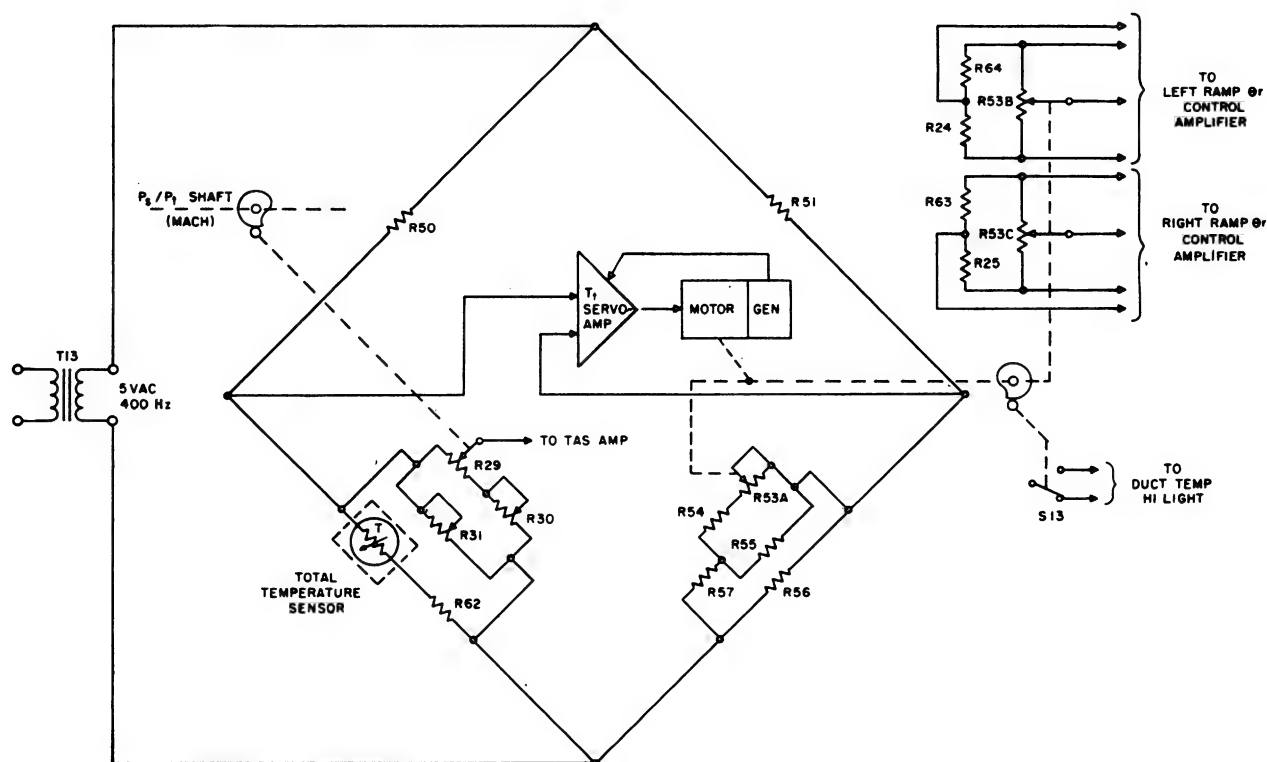 R64
R53B
R24
TO
LEFT RAMP Θr
CONTROL
AMPLIFIER
R63
R53C
R25
TO
RIGHT RAMP Θr
CONTROL
AMPLIFIER
Ps/Pt SHAFT
(MACH)
R50
R51
Tt
SERVO
AMP
MOTOR
GEN
T13
5 VAC
400 Hz
TO TAS AMP
R29
R30
R31
T
TOTAL
TEMPERATURE
SENSOR
R62
R53A
R54
R55
R57
R56
TO
DUCT TEMP
HI LIGHT
S13